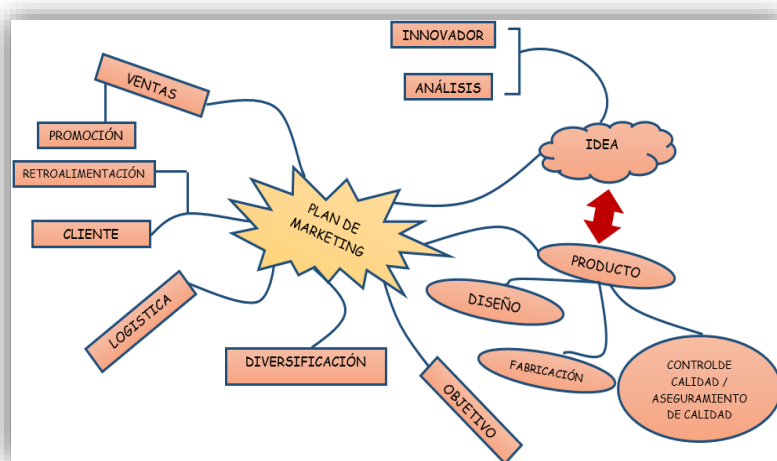 INNOVADOR
ANÁLISIS
IDEA
VENTAS
PROMOCIÓN
RETROALIMENTACIÓN
CLIENTE
PLAN DE
MARKETING
PRODUCTO
DISEÑO
LOGISTICA
DIVERSIFICACIÓN
FABRICACIÓN
OBJETIVO
CONTROLDE
CALIDAD /
ASEGURAMIENTO
DE CALIDAD